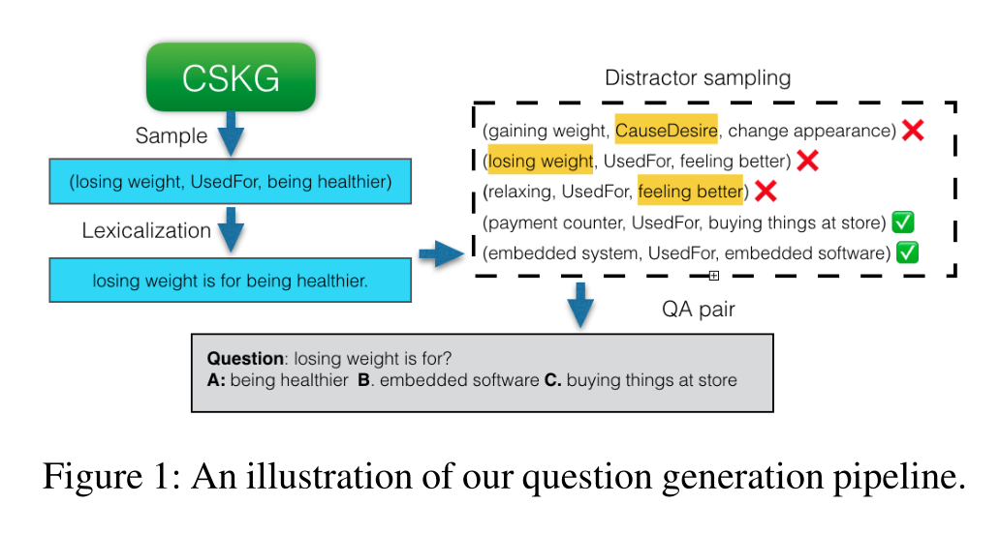 CSKG
Sample
(losing weight, UsedFor, being healthier)
Lexicalization
losing weight is for being healthier.
Distractor sampling
(gaining weight, CauseDesire, change appearance)
(losing weight, UsedFor, feeling better)
(relaxing, UsedFor, feeling better)
(payment counter, UsedFor, buying things at store)
(embedded system, UsedFor, embedded software)
QA pair
Question: losing weight is for?
A: being healthier B. embedded software C. buying things at store
Figure 1: An illustration of our question generation pipeline.